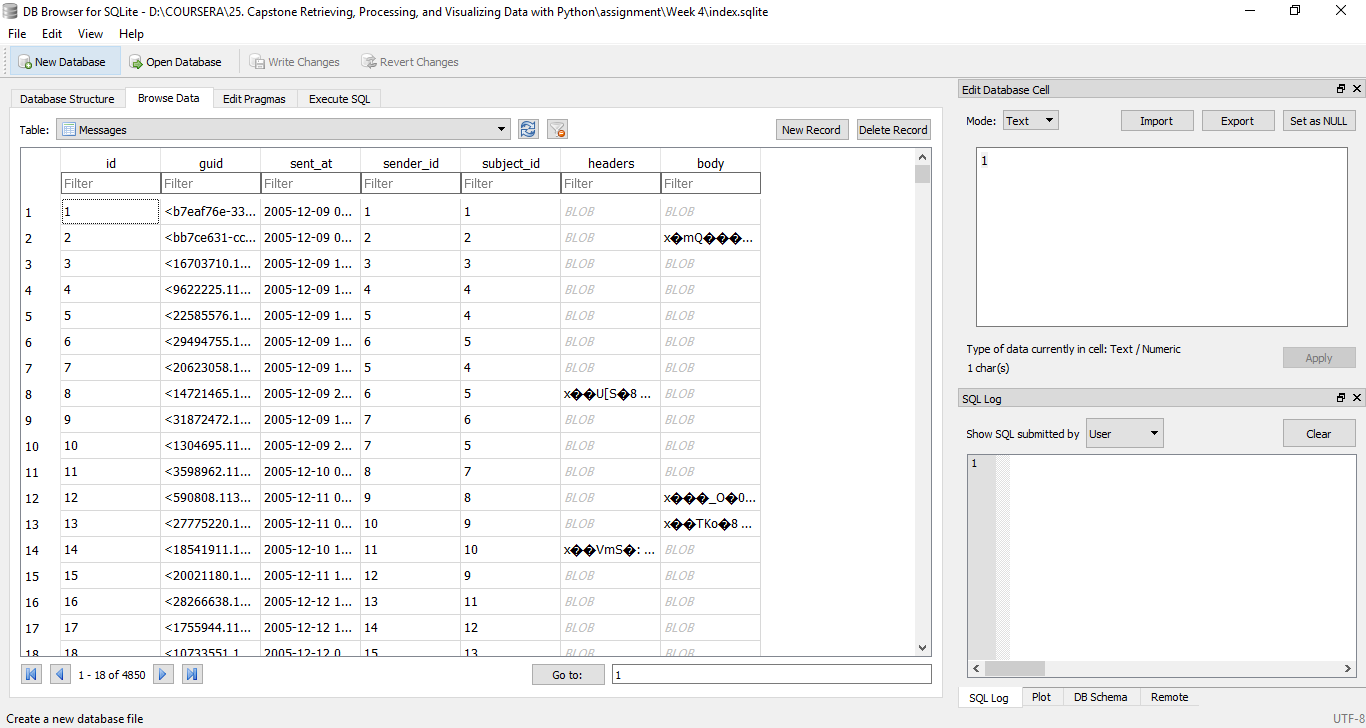 DB Browser for SQLite - D:\COURSERA\25. Capstone Retrieving, Processing, and Visualizing Data with Python\assignment\Week 4\index.sqlite
File Edit View Help
New Database Open Database Write Changes Revert Changes
Database Structure Browse Data Edit Pragmas Execute SQL
Table: Messages New Record Delete Record
id guid sent_at sender_id subject_id headers body
Filter Filter Filter Filter Filter Filter Filter
1 1 <b7eaf76e-33... 2005-12-09 0... 1 1 BLOB BLOB
2 2 <bb7ce631-cc... 2005-12-09 0... 2 2 BLOB x�mQ���...
3 3 <16703710.1... 2005-12-09 1... 3 3 BLOB BLOB
4 4 <9622225.11... 2005-12-09 1... 4 4 BLOB BLOB
5 5 <22585576.1... 2005-12-09 1... 5 4 BLOB BLOB
6 6 <29494755.1... 2005-12-09 1... 6 5 BLOB BLOB
7 7 <20623058.1... 2005-12-09 1... 5 4 BLOB BLOB
8 8 <14721465.1... 2005-12-09 2... 6 5 x��U[S�8 ... BLOB
9 9 <31872472.1... 2005-12-09 1... 7 6 BLOB BLOB
10 10 <1304695.11... 2005-12-09 2... 7 5 BLOB BLOB
11 11 <3598962.11... 2005-12-10 0... 8 7 BLOB BLOB
12 12 <590808.113... 2005-12-11 0... 9 8 BLOB x���_O�0...
13 13 <27775220.1... 2005-12-11 0... 10 9 BLOB x��TKo�8 ...
14 14 <18541911.1... 2005-12-10 1... 11 10 x��VmS�: ... BLOB
15 15 <20021180.1... 2005-12-11 1... 12 9 BLOB BLOB
16 16 <28266638.1... 2005-12-12 1... 13 11 BLOB BLOB
17 17 <1755944.11... 2005-12-12 1... 14 12 BLOB BLOB
18 18 <10733551.1... 2005-12-12 0... 15 13 BLOB BLOB
1 - 18 of 4850 Go to: 1
Edit Database Cell
Mode: Text Import Export Set as NULL
1
Type of data currently in cell: Text / Numeric
1 char(s)
Apply
SQL Log
Show SQL submitted by User Clear
1
SQL Log Plot DB Schema Remote
Create a new database file UTF-8